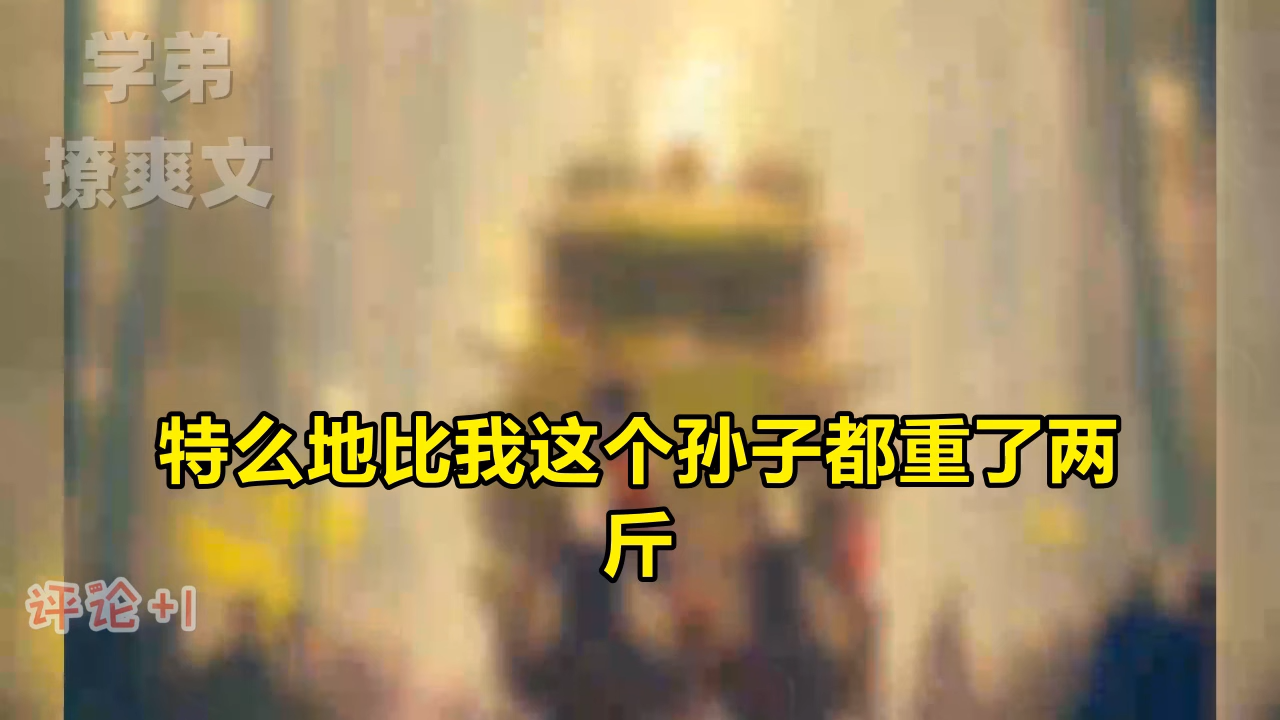 学弟
撩爽文
特么地比我这个孙子都重了两
斤
评论+1